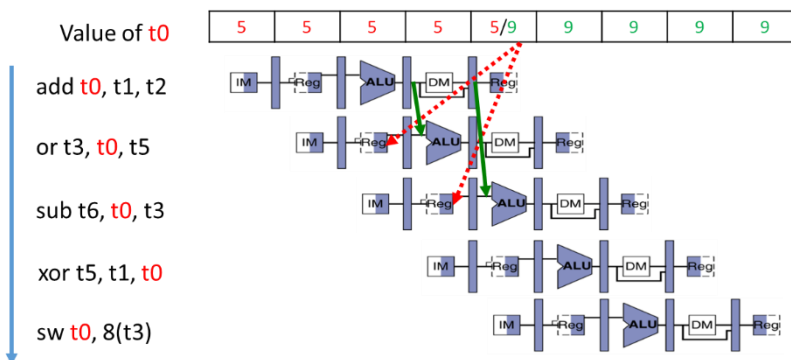 Value of t0 5 5 5 5 5/9 9 9 9 9
add t0, t1, t2 IM Reg ALU DM Reg
or t3, t0, t5 IM Reg ALU DM Reg
sub t6, t0, t3 IM Reg ALU DM Reg
xor t5, t1, t0 IM Reg ALU DM Reg
sw t0, 8(t3) IM Reg ALU DM Reg